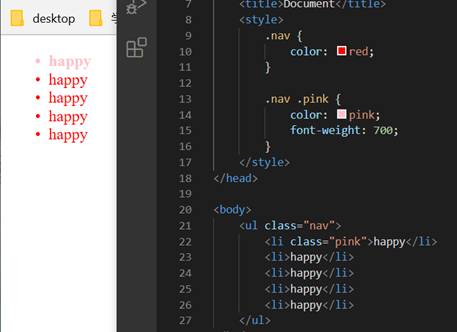 desktop
happy
happy
happy
happy
happy
7 <title>Document</title>
8 <style>
9 .nav {
10 color: red;
11 }
12
13 .nav .pink {
14 color: pink;
15 font-weight: 700;
16 }
17 </style>
18 </head>
19
20 <body>
21 <ul class="nav">
22 <li class="pink">happy</li>
23 <li>happy</li>
24 <li>happy</li>
25 <li>happy</li>
26 <li>happy</li>
27 </ul>